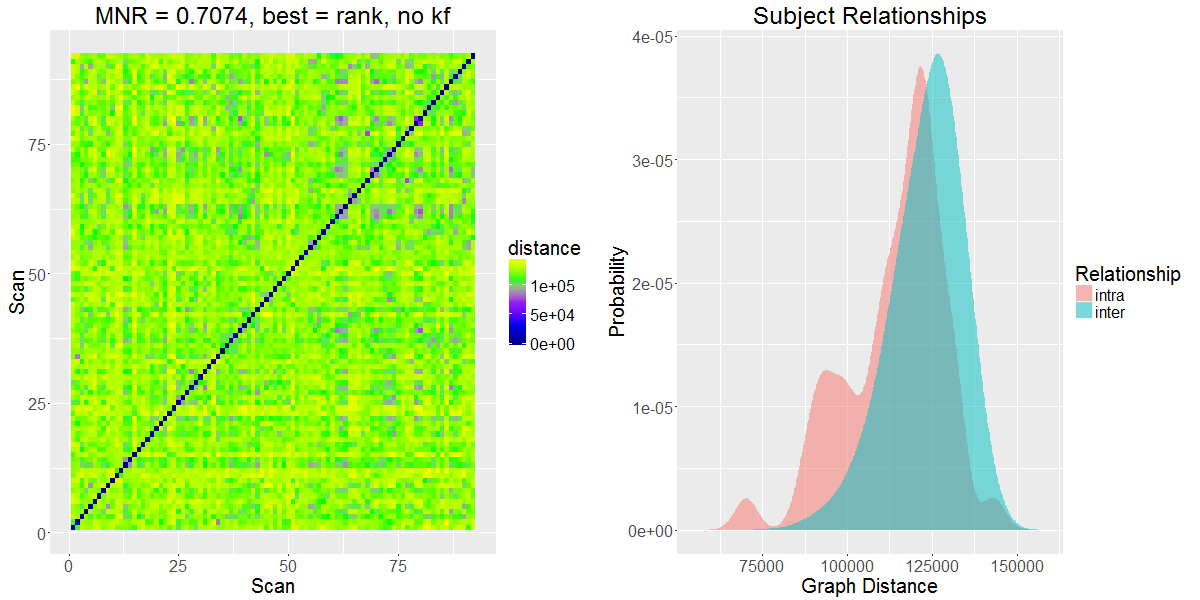 MNR = 0.7074, best = rank, no kf
Scan
75
50
25
0
0
25
50
75
Scan
distance
1e+05
5e+04
0e+00
Subject Relationships
Probability
4e-05
3e-05
2e-05
1e-05
0e+00
75000
100000
125000
150000
Graph Distance
Relationship
intra
inter